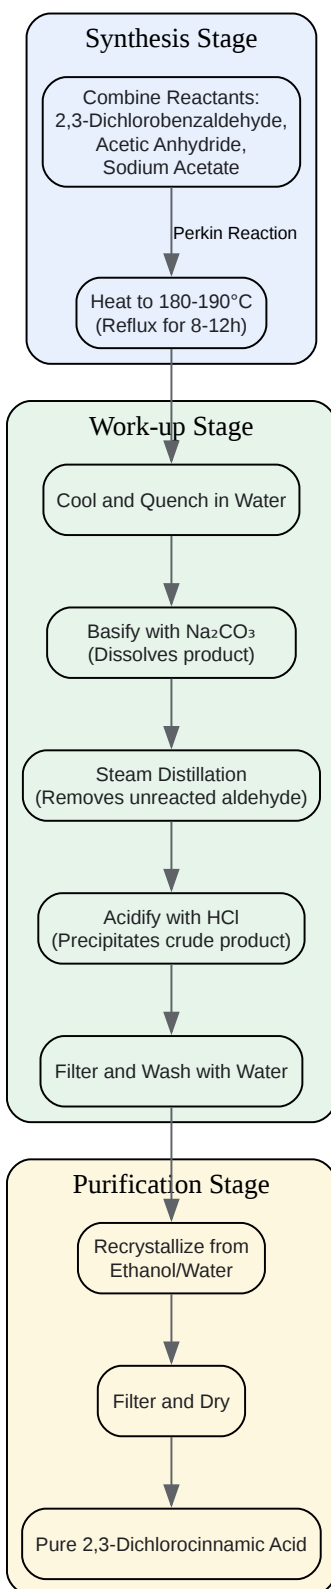 Synthesis Stage
Combine Reactants:
2,3-Dichlorobenzaldehyde,
Acetic Anhydride,
Sodium Acetate
Perkin Reaction
Heat to 180-190°C
(Reflux for 8-12h)
Work-up Stage
Cool and Quench in Water
Basify with Na₂CO₃
(Dissolves product)
Steam Distillation
(Removes unreacted aldehyde)
Acidify with HCl
(Precipitates crude product)
Filter and Wash with Water
Purification Stage
Recrystallize from
Ethanol/Water
Filter and Dry
Pure 2,3-Dichlorocinnamic Acid